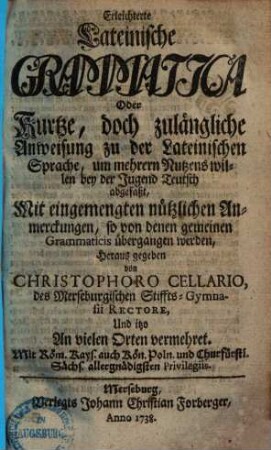 Erleichterte
Lateinische
GRAMMATICA
Oder
Kurtze, doch zulängliche
Anweisung zu der Lateinischen
Sprache, um mehrern Nutzens wil-
len bey der Jugend Teutsch
abgefaßt,
Mit eingemengten nützlichen An-
merckungen, so von denen gemeinen
Grammaticis übergangen werden,
Heraus gegeben
von
CHRISTOPHORO CELLARIO,
des Merseburgischen Stiffts-Gymna-
sii RECTORE,
Und itzo
An vielen Orten vermehret.
Mit Röm. Kays. auch Kön. Poln. und Churfürstl.
Sächs. allergnädigsten Privilegiis.
Merseburg,
Verlegts Johann Christian Forberger,
Anno 1738.
IN
AUGSBURG